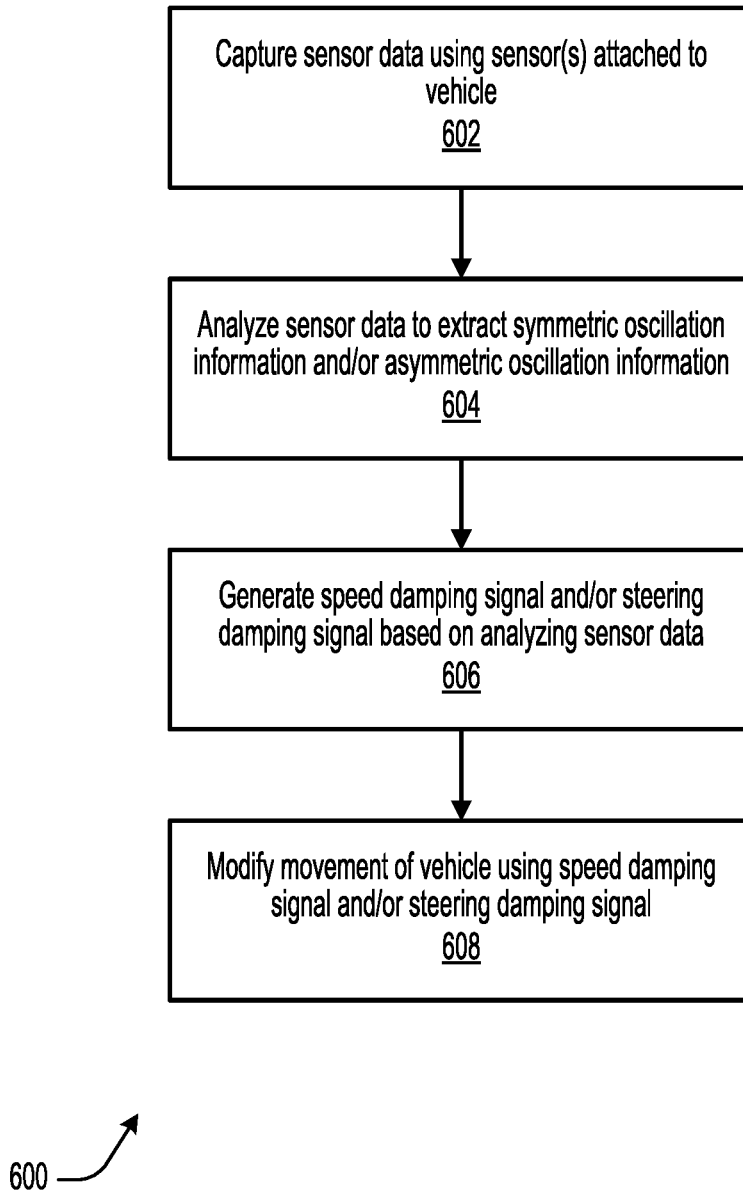 Capture sensor data using sensor(s) attached to
vehicle
602
Analyze sensor data to extract symmetric oscillation
information and/or asymmetric oscillation information
604
Generate speed damping signal and/or steering
damping signal based on analyzing sensor data
606
Modify movement of vehicle using speed damping
signal and/or steering damping signal
608
600